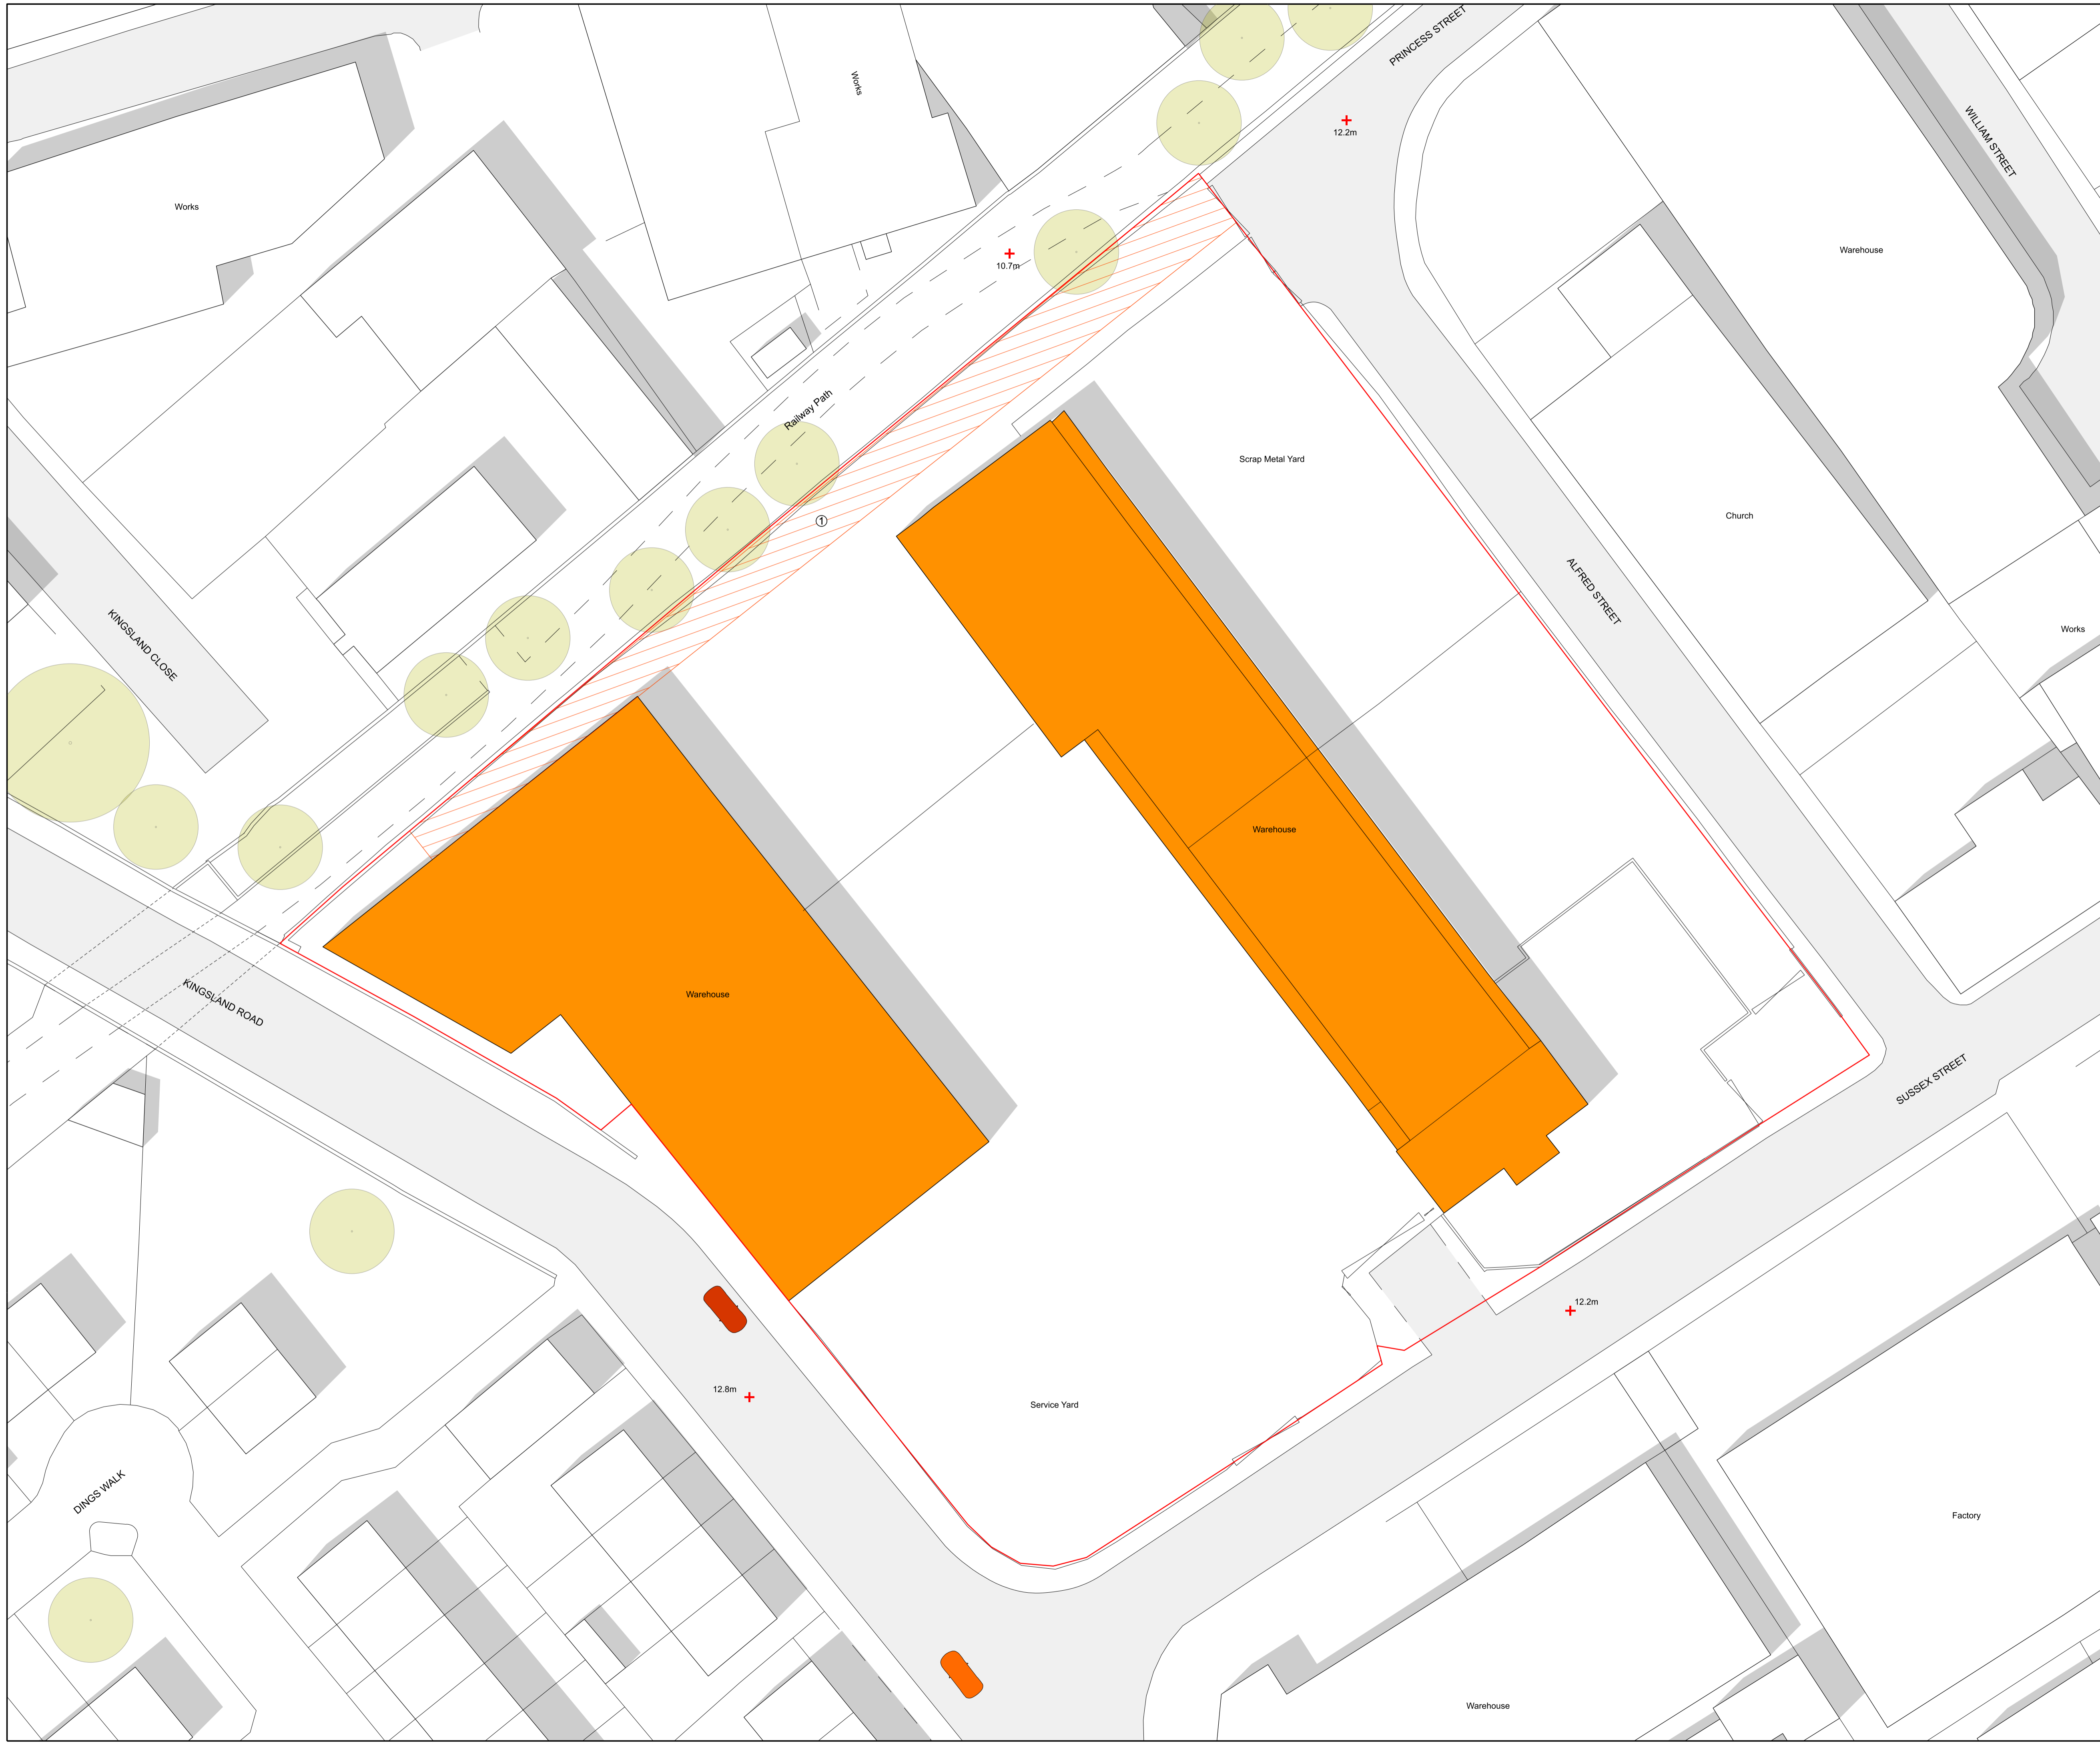 PRINCESS STREET
Works
12.2m
WILLIAM STREET
Works
Warehouse
10.7m
Railway Path
Scrap Metal Yard
Church
1
ALFRED STREET
KINGSLAND CLOSE
Works
Warehouse
Warehouse
KINGSLAND ROAD
SUSSEX STREET
12.2m
12.8m
Service Yard
DINGS WALK
Factory
Warehouse